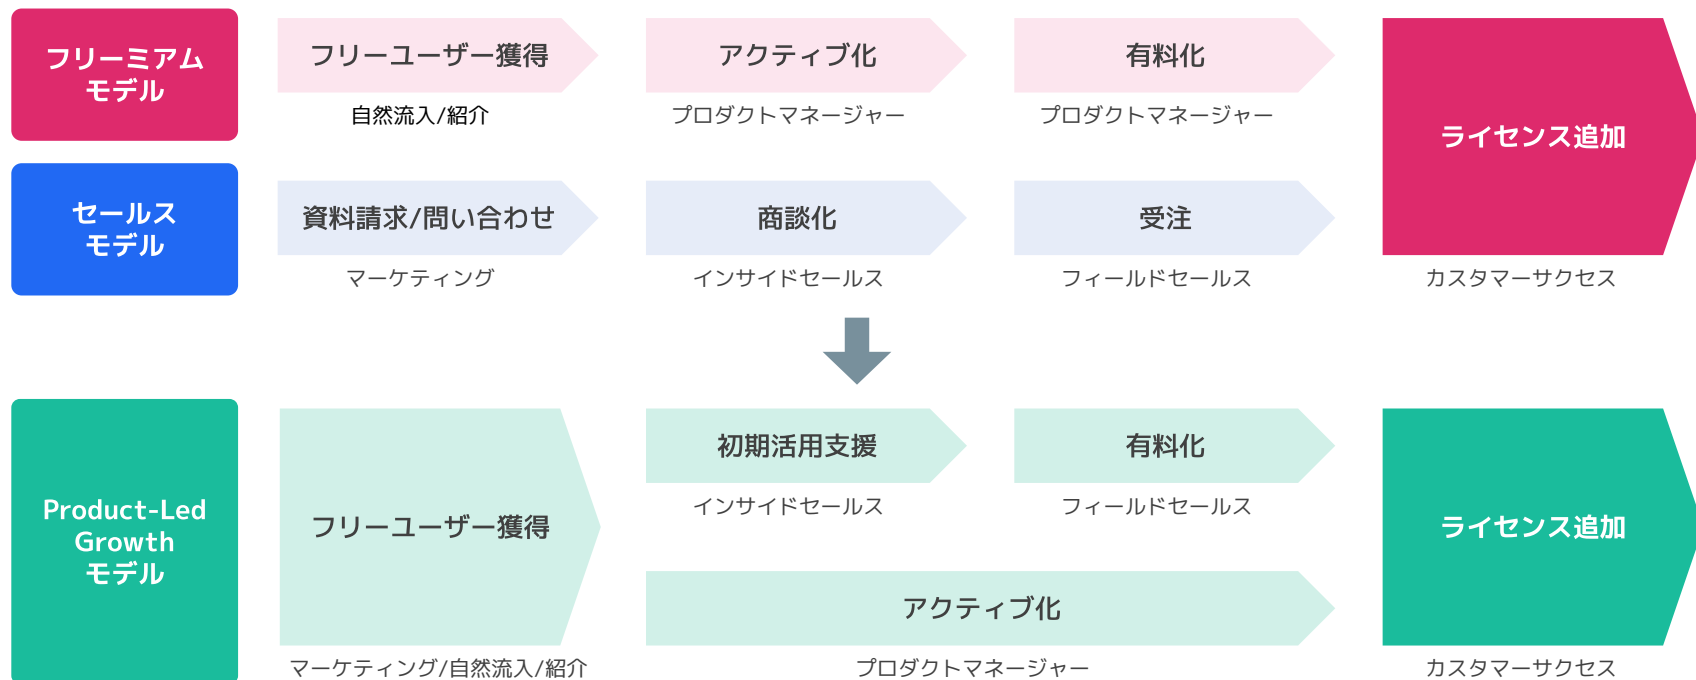 フリーミアム
モデル
フリーユーザー獲得
自然流入/紹介
アクティブ化
プロダクトマネージャー
有料化
プロダクトマネージャー
ライセンス追加
セールス
モデル
資料請求/問い合わせ
マーケティング
商談化
インサイドセールス
受注
フィールドセールス
カスタマーサクセス
Product-Led
Growth
モデル
フリーユーザー獲得
マーケティング/自然流入/紹介
初期活用支援
インサイドセールス
有料化
フィールドセールス
アクティブ化
プロダクトマネージャー
ライセンス追加
カスタマーサクセス